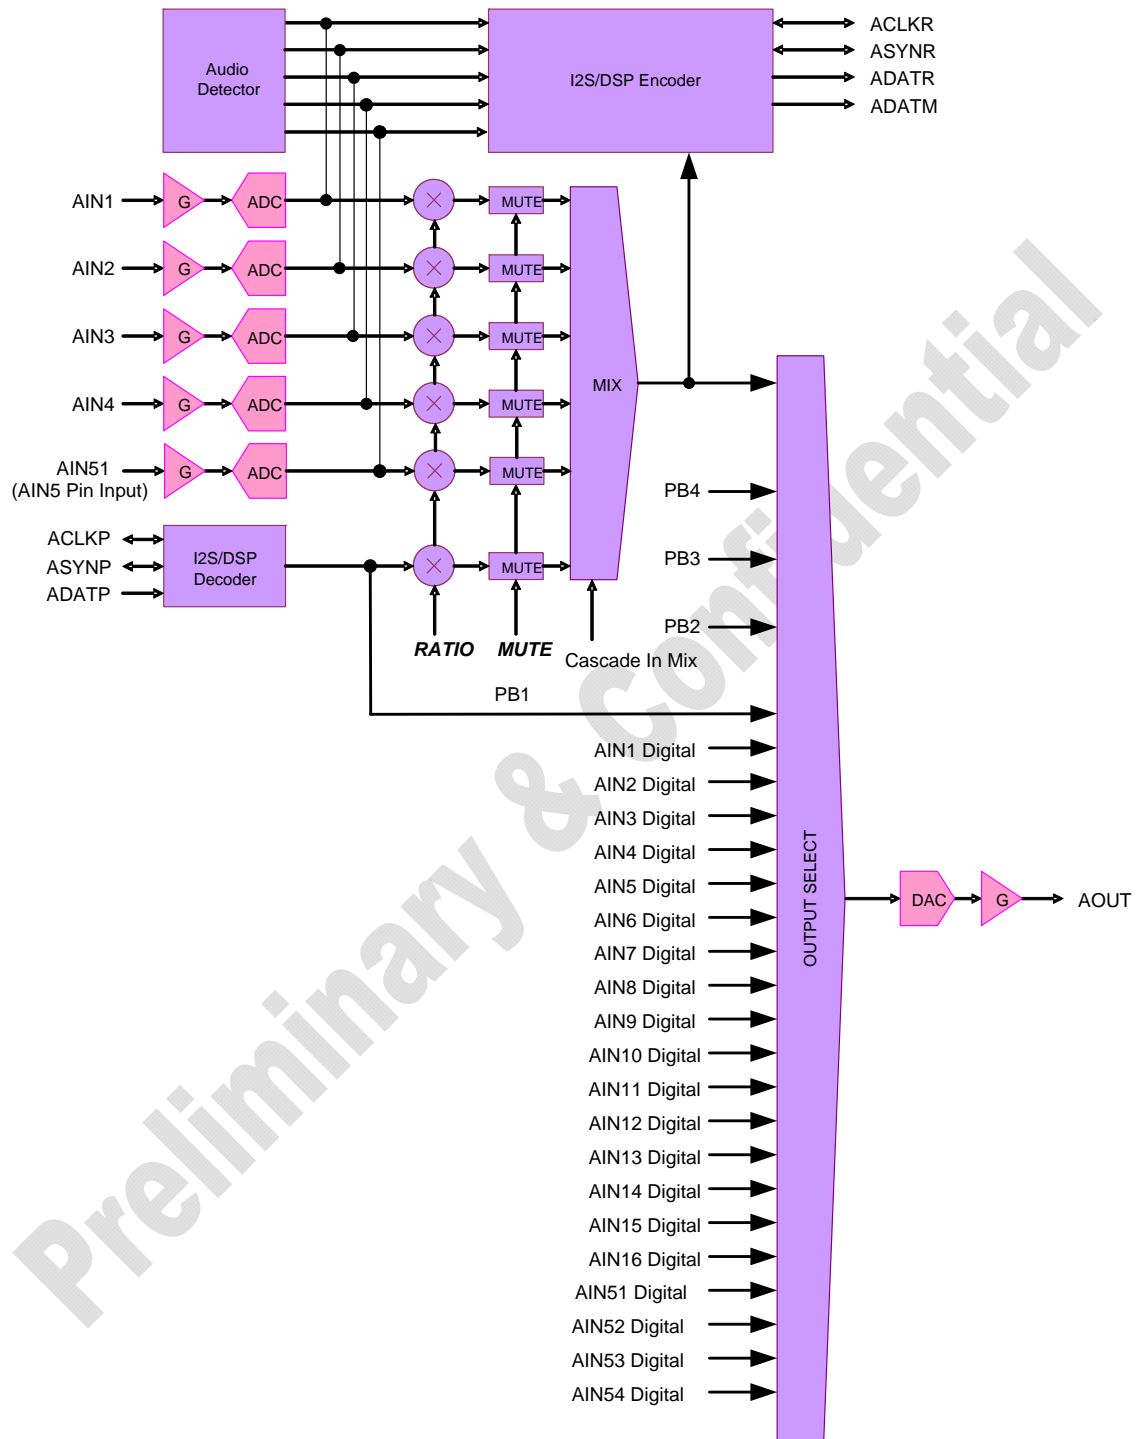 Audio
Detector
I2S/DSP Encoder
ACLKR
ASYNR
ADATR
ADATM
AIN1
G
ADC
MUTE
AIN2
G
ADC
MUTE
AIN3
G
ADC
MUTE
AIN4
G
ADC
MUTE
MIX
AIN51
(AIN5 Pin Input)
G
ADC
MUTE
ACLKP
ASYNP
ADATP
I2S/DSP
Decoder
MUTE
RATIO
MUTE
Cascade In Mix
PB4
PB3
PB2
PB1
AIN1 Digital
AIN2 Digital
AIN3 Digital
AIN4 Digital
AIN5 Digital
AIN6 Digital
AIN7 Digital
AIN8 Digital
AIN9 Digital
AIN10 Digital
AIN11 Digital
AIN12 Digital
AIN13 Digital
AIN14 Digital
AIN15 Digital
AIN16 Digital
AIN51 Digital
AIN52 Digital
AIN53 Digital
AIN54 Digital
OUTPUT SELECT
DAC
G
AOUT
Preliminary & Confidential